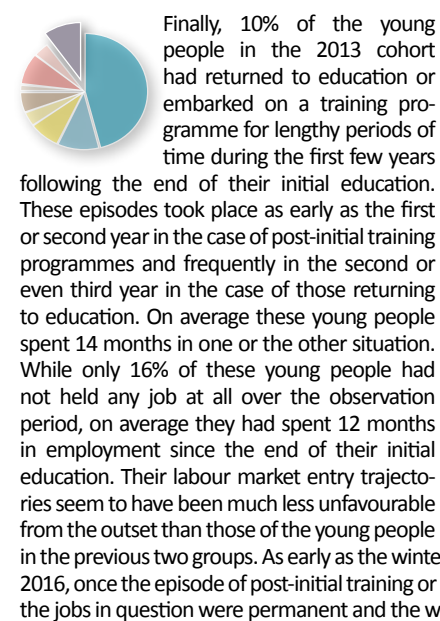 Finally, 10% of the young
people in the 2013 cohort
had returned to education or
embarked on a training pro-
gramme for lengthy periods of
time during the first few years
following the end of their initial education.
These episodes took place as early as the first
or second year in the case of post-initial training
programmes and frequently in the second or
even third year in the case of those returning
to education. On average these young people
spent 14 months in one or the other situation.
While only 16% of these young people had
not held any job at all over the observation
period, on average they had spent 12 months
in employment since the end of their initial
education. Their labour market entry trajecto-
ries seem to have been much less unfavourable
from the outset than those of the young people
in the previous two groups. As early as the winte
2016, once the episode of post-initial training or
the jobs in question were permanent and the w